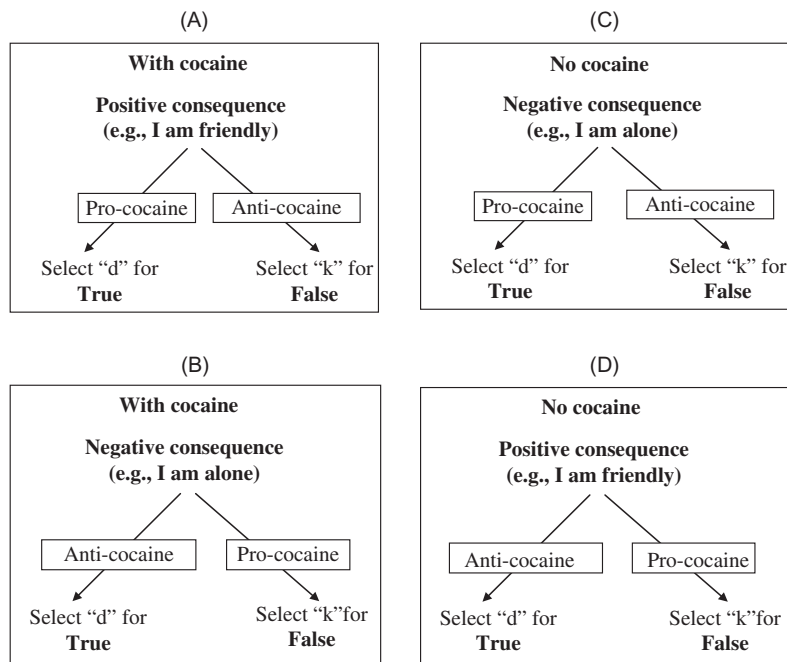 (A)
With cocaine
Positive consequence
(e.g., I am friendly)
Pro-cocaine
Anti-cocaine
Select “d” for
True
Select “k” for
False
(C)
No cocaine
Negative consequence
(e.g., I am alone)
Pro-cocaine
Anti-cocaine
Select “d” for
True
Select “k” for
False
(B)
With cocaine
Negative consequence
(e.g., I am alone)
Anti-cocaine
Pro-cocaine
Select “d” for
True
Select “k”for
False
(D)
No cocaine
Positive consequence
(e.g., I am friendly)
Anti-cocaine
Pro-cocaine
Select “d” for
True
Select “k”for
False